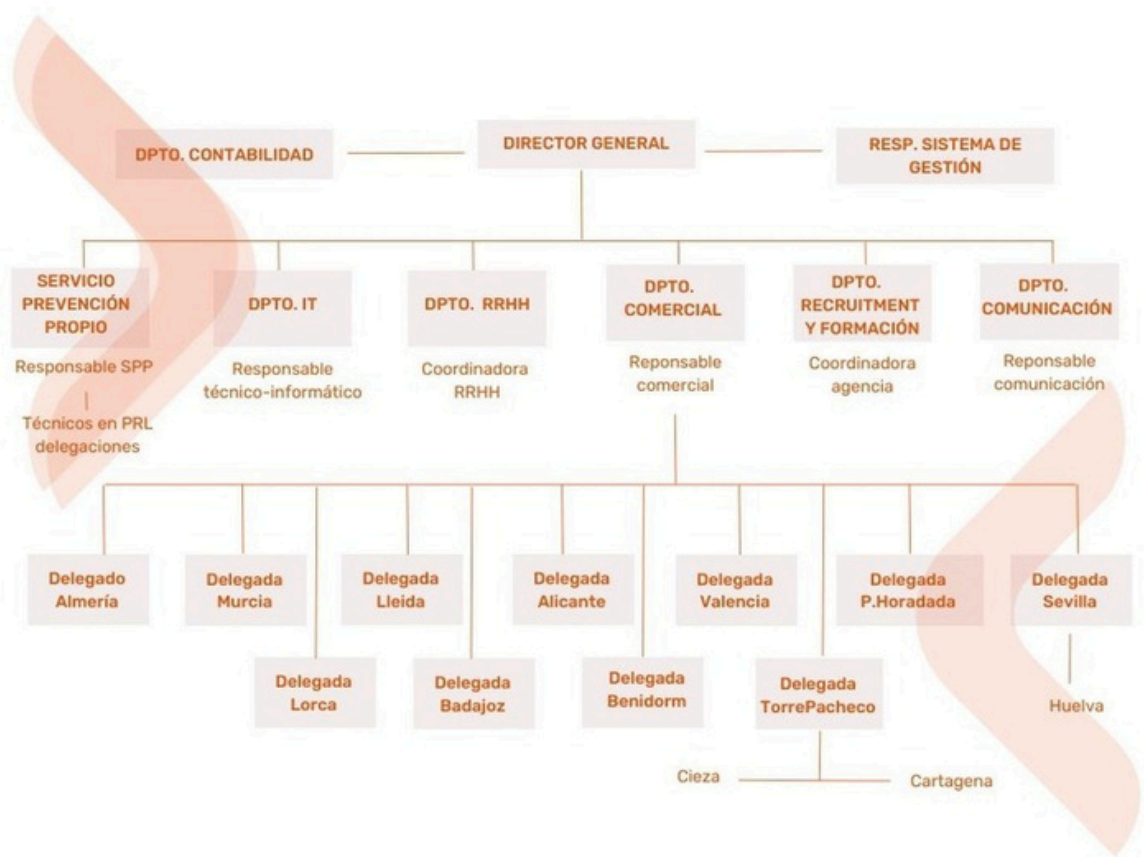 DPTO. CONTABILIDAD
DIRECTOR GENERAL
RESP. SISTEMA DE
GESTIÓN
SERVICIO
PREVENCIÓN
PROPIO
Responsable SPP
Técnicos en PRL
delegaciones
DPTO. IT
Responsable
técnico-informático
DPTO. RRHH
Coordinadora
RRHH
DPTO.
COMERCIAL
Reponsable
comercial
DPTO.
RECRUITMENT
Y FORMACIÓN
Coordinadora
agencia
DPTO.
COMUNICACIÓN
Reponsable
comunicación
Delegado
Almería
Delegada
Murcia
Delegada
Lleida
Delegada
Alicante
Delegada
Valencia
Delegada
P.Horadada
Delegada
Sevilla
Delegada
Lorca
Delegada
Badajoz
Delegada
Benidorm
Delegada
TorrePacheco
Huelva
Cieza
Cartagena